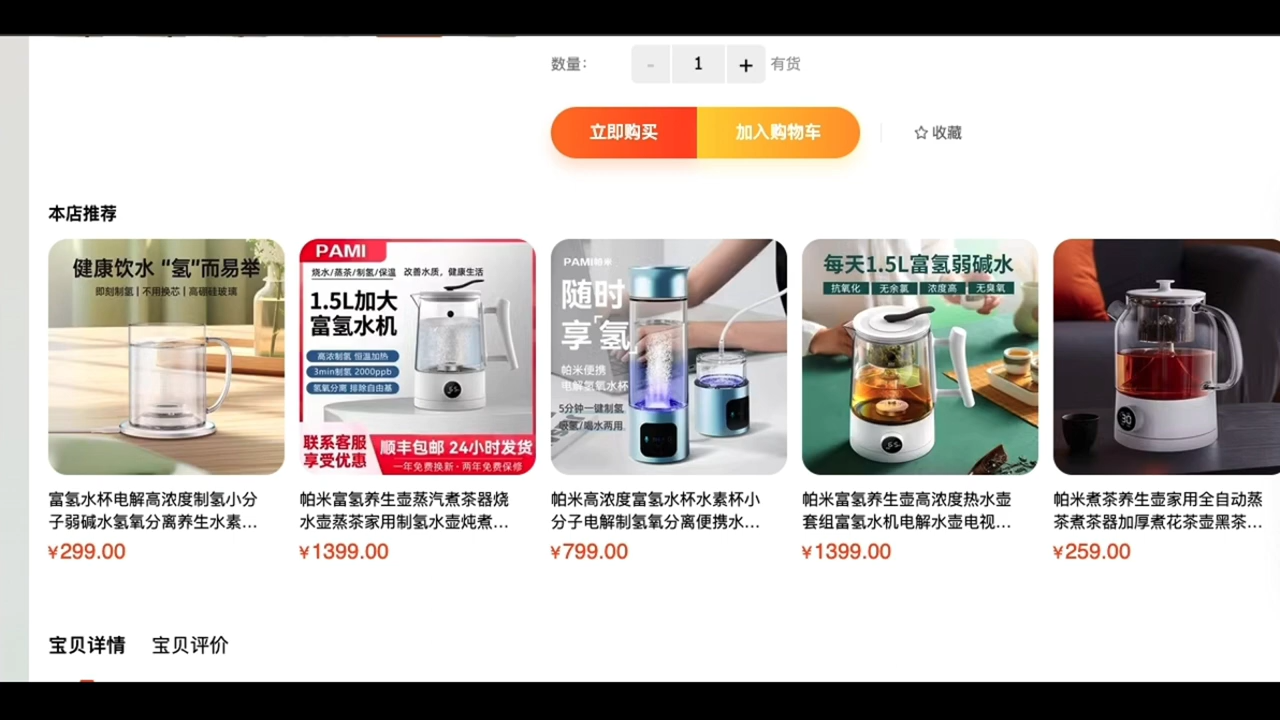 数量：
- 1 + 有货
立即购买
加入购物车
收藏
本店推荐
健康饮水 “氢”而易举
即刻制氢 | 不用换芯 | 高硼硅玻璃
富氢水杯电解高浓度制氢小分
子弱碱水氢氧分离养生水素...
¥299.00
PAMI
烧水/蒸茶/制氢/保温 改善水质，健康生活
1.5L加大
富氢水机
高浓制氢 恒温加热
3min制氢 2000ppb
氢氧分离 排除自由基
联系客服
享受优惠
顺丰包邮 24小时发货
一年免费换新·两年免费保修
帕米富氢养生壶蒸汽煮茶器烧
水壶蒸茶家用制氢水壶炖煮...
¥1399.00
PAMI帕米
随时
享氢
帕米便携
电解氢氧水杯
5分钟一键制氢
吸氢/喝水两用
帕米高浓度富氢水杯水素杯小
分子电解制氢氧分离便携水...
¥799.00
每天1.5L富氢弱碱水
抗氧化 无余氯 浓度高 无臭氧
帕米富氢养生壶高浓度热水壶
套组富氢水机电解水壶电视...
¥1399.00
30
帕米煮茶养生壶家用全自动蒸
茶煮茶器加厚煮花茶壶黑茶...
¥259.00
宝贝详情 宝贝评价